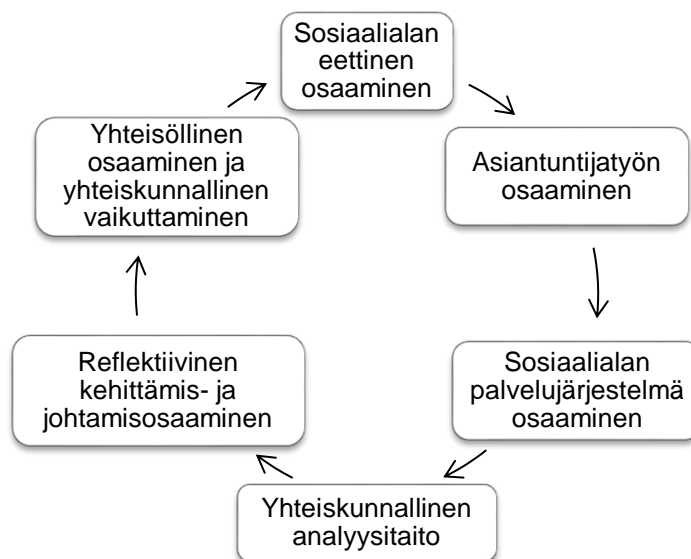 Sosiaalialan
eettinen
osaaminen
Asiantuntijatyön
osaaminen
Sosiaalialan
palvelujärjestelmä
osaaminen
Yhteiskunnallinen
analyysitaito
Reflektiivinen
kehittämis- ja
johtamisosaaminen
Yhteisöllinen
osaaminen ja
yhteiskunnallinen
vaikuttaminen